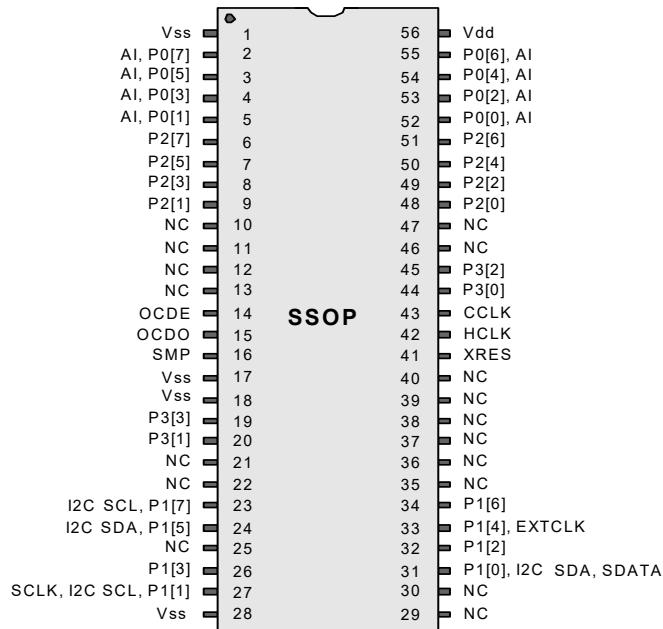 Vss 1 56 Vdd
AI, P0[7] 2 55 P0[6], AI
AI, P0[5] 3 54 P0[4], AI
AI, P0[3] 4 53 P0[2], AI
AI, P0[1] 5 52 P0[0], AI
P2[7] 6 51 P2[6]
P2[5] 7 50 P2[4]
P2[3] 8 49 P2[2]
P2[1] 9 48 P2[0]
NC 10 47 NC
NC 11 46 NC
NC 12 45 P3[2]
NC 13 44 P3[0]
OCDE 14 SSOP 43 CCLK
OCDO 15 42 HCLK
SMP 16 41 XRES
Vss 17 40 NC
Vss 18 39 NC
P3[3] 19 38 NC
P3[1] 20 37 NC
NC 21 36 NC
NC 22 35 NC
I2C SCL, P1[7] 23 34 P1[6]
I2C SDA, P1[5] 24 33 P1[4], EXTCLK
NC 25 32 P1[2]
P1[3] 26 31 P1[0], I2C SDA, SDATA
SCLK, I2C SCL, P1[1] 27 30 NC
Vss 28 29 NC